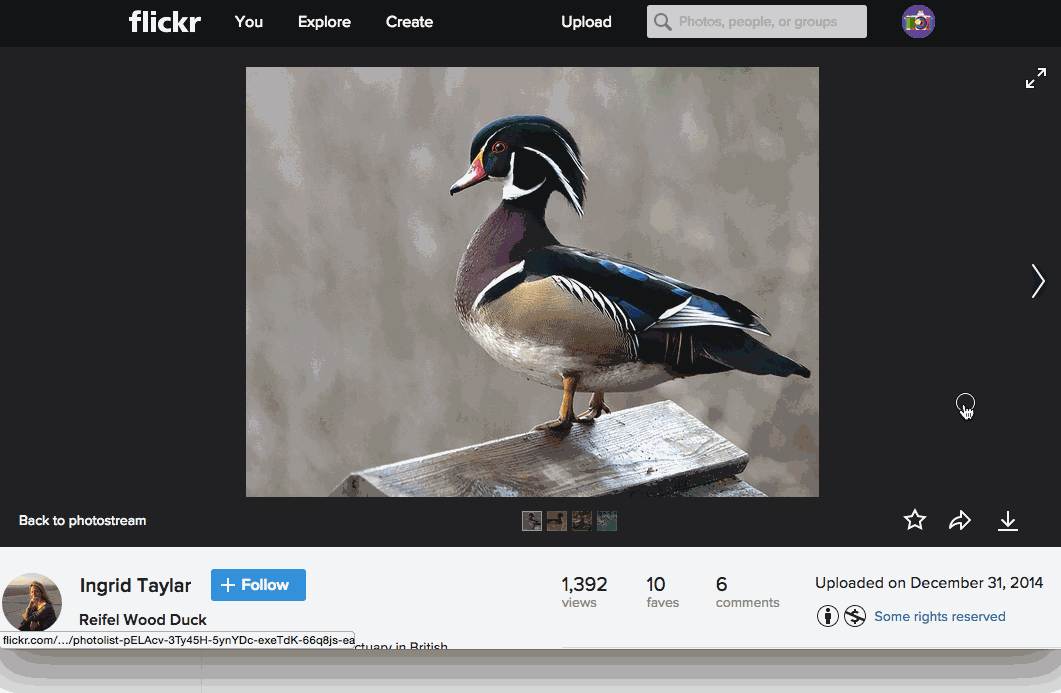 flickr You Explore Create Upload Photos, people, or groups
Back to photostream
Ingrid Taylar + Follow
Reifel Wood Duck
1,392 views
10 faves
6 comments
Uploaded on December 31, 2014
Some rights reserved
flickr.com/.../photolist-pELAcv-3Ty45H-5ynYDc-exeTdK-66q8js-ea
ctuary in British